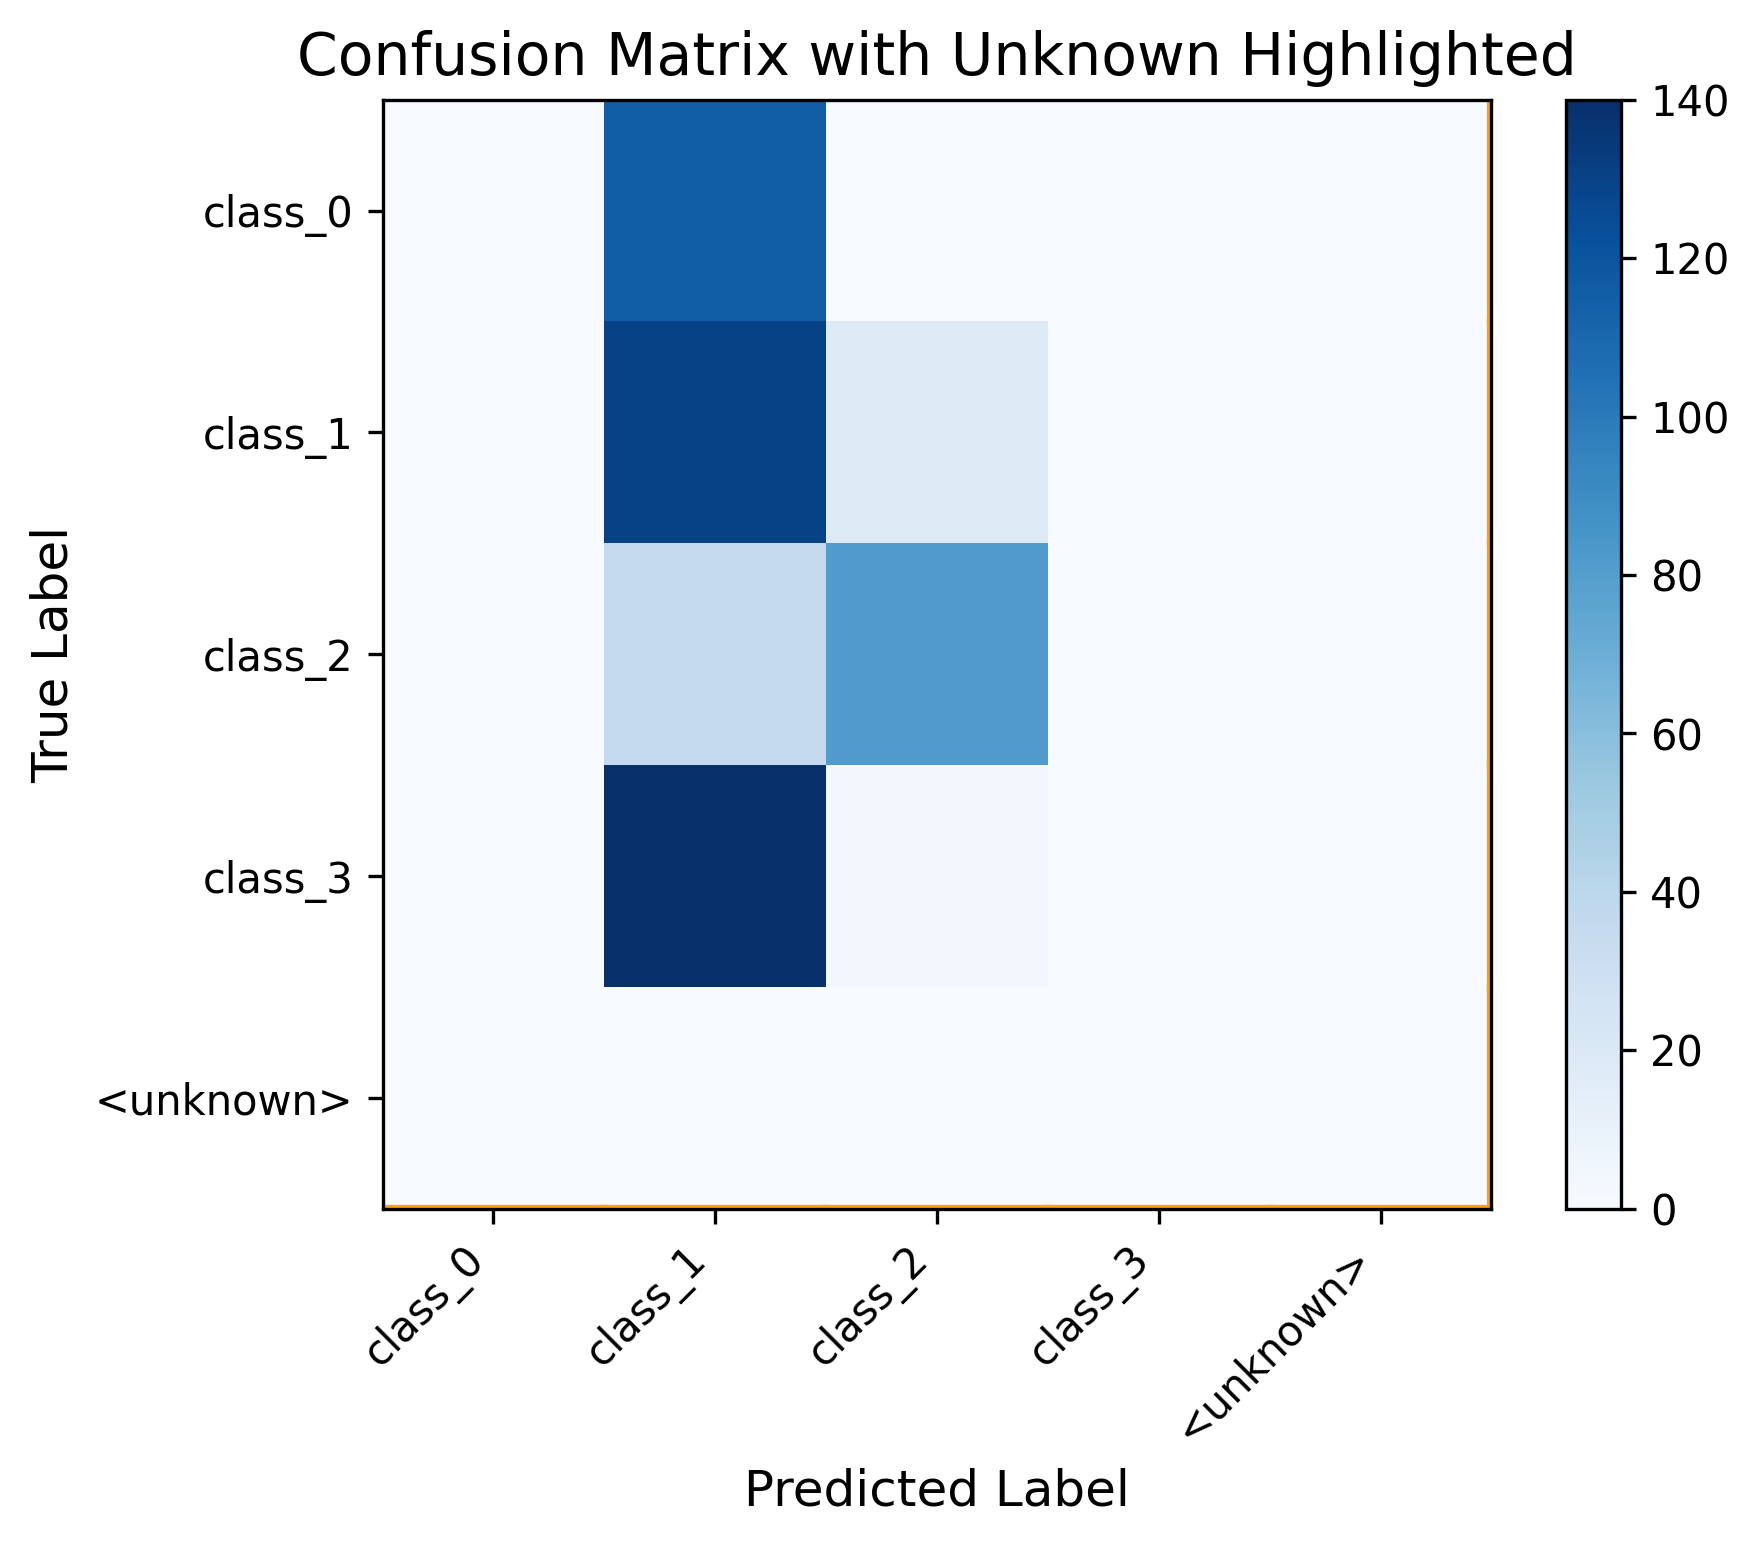 Confusion Matrix with Unknown Highlighted
True Label
class_0
class_1
class_2
class_3
<unknown>
class_0
class_1
class_2
class_3
<unknown>
Predicted Label
140
120
100
80
60
40
20
0